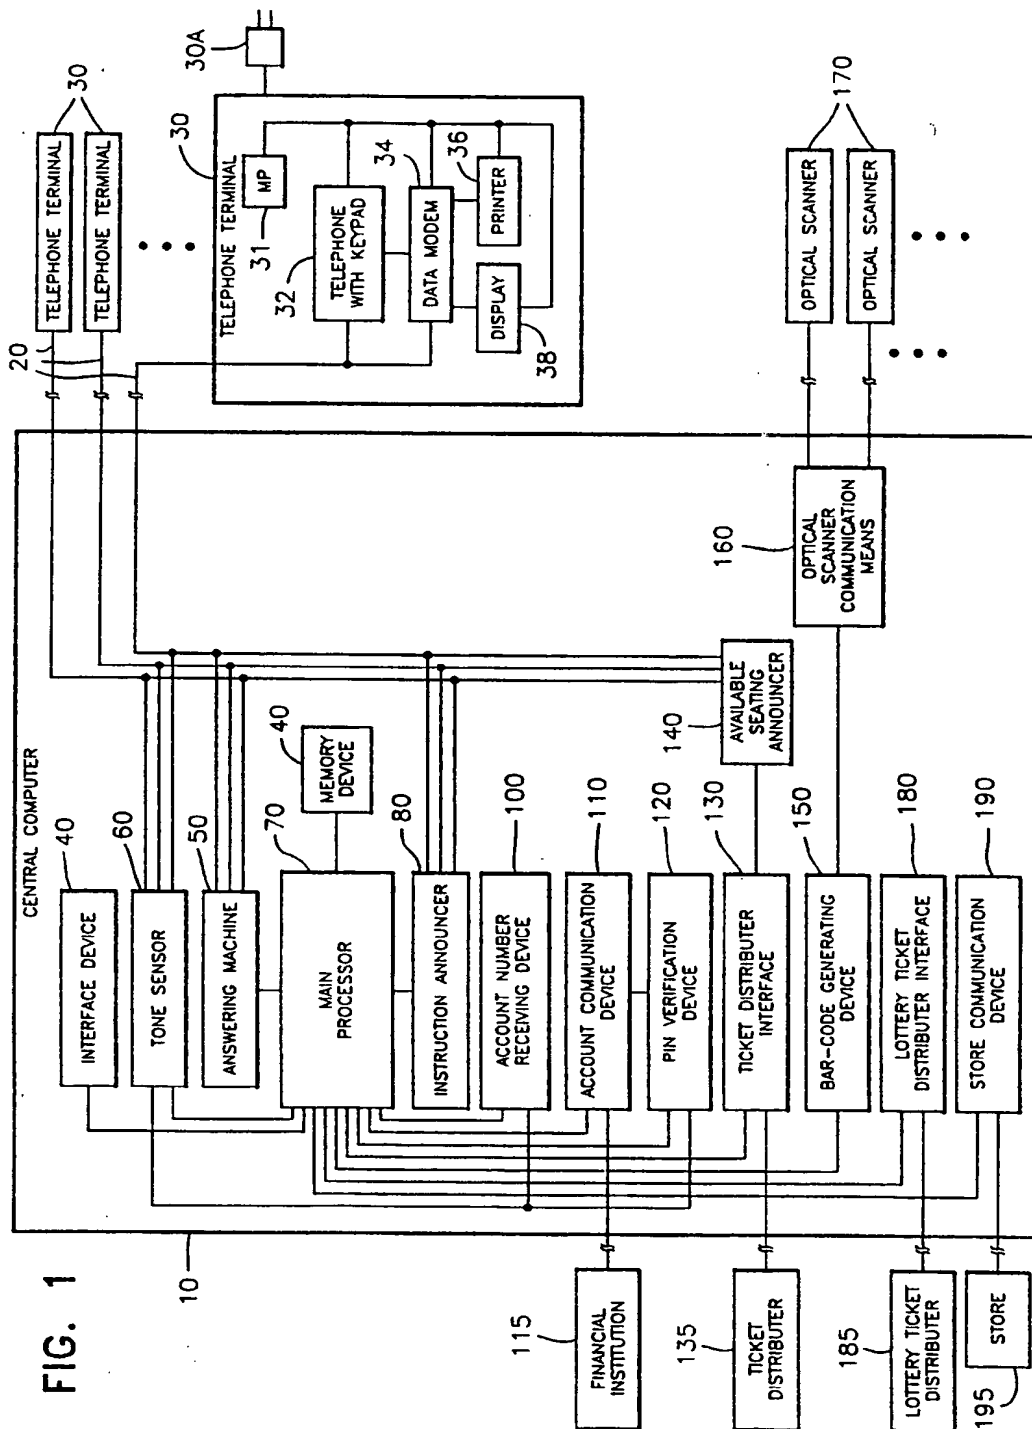 FIG. 1
10
CENTRAL COMPUTER
40
INTERFACE DEVICE
60
TONE SENSOR
50
ANSWERING MACHINE
70
MAIN
PROCESSOR
40
MEMORY
DEVICE
80
INSTRUCTION ANNOUNCER
100
ACCOUNT NUMBER
RECEIVING DEVICE
110
ACCOUNT COMMUNICATION
DEVICE
120
PIN VERIFICATION
DEVICE
130
TICKET DISTRIBUTER
INTERFACE
140
AVAILABLE
SEATING
ANNOUNCER
150
BAR-CODE GENERATING
DEVICE
160
OPTICAL
SCANNER
COMMUNICATION
MEANS
180
LOTTERY TICKET
DISTRIBUTER INTERFACE
190
STORE COMMUNICATION
DEVICE
115
FINANCIAL
INSTITUTION
135
TICKET
DISTRIBUTER
185
LOTTERY TICKET
DISTRIBUTER
STORE
195
20
TELEPHONE TERMINAL
TELEPHONE TERMINAL
30
30
30A
TELEPHONE TERMINAL
31
MP
32
TELEPHONE
WITH KEYPAD
34
DATA MODEM
36
PRINTER
DISPLAY
38
OPTICAL SCANNER
OPTICAL SCANNER
170